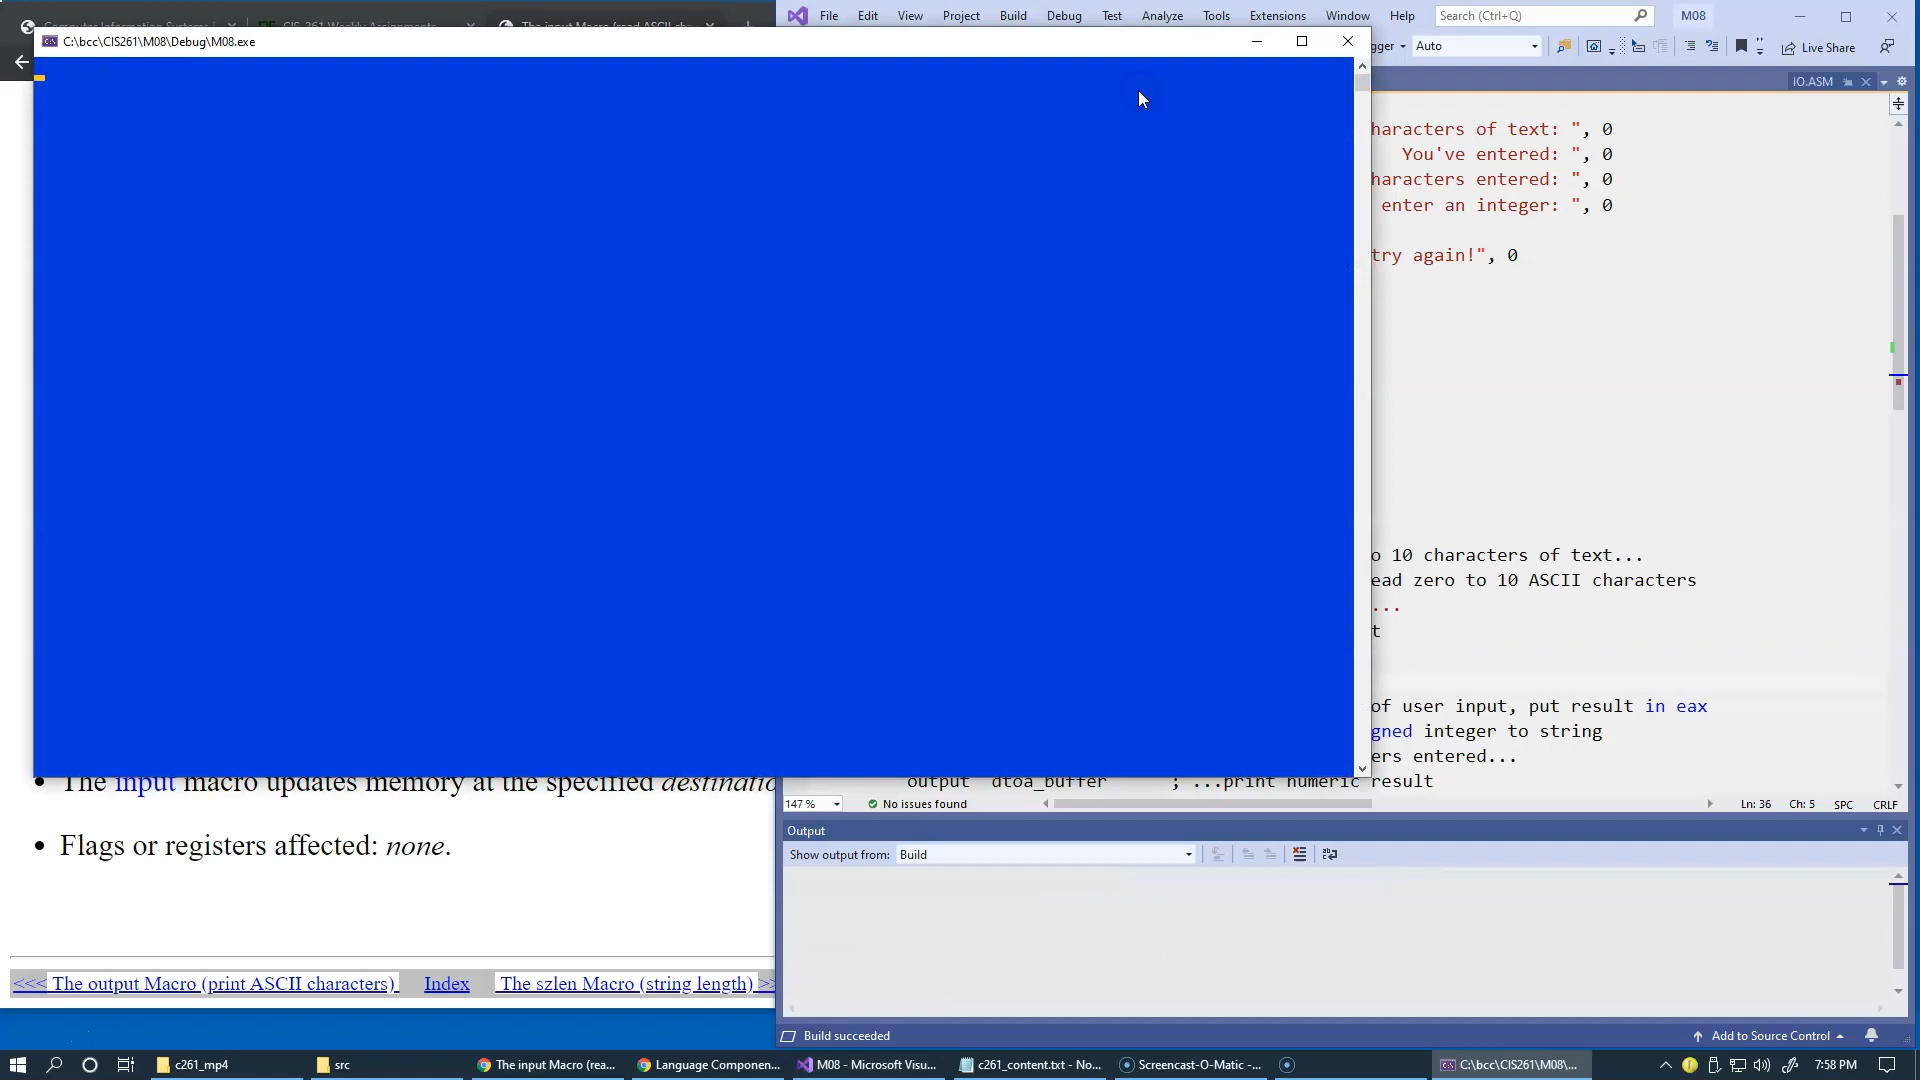 C:\bcc\CIS261\M08\Debug\M08.exe
File Edit View Project Build Debug Test Analyze Tools Extensions Window Help Search (Ctrl+Q) M08
Auto Live Share
IO.ASM
haracters of text: ", 0
You've entered: ", 0
haracters entered: ", 0
enter an integer: ", 0
try again!", 0
o 10 characters of text...
ead zero to 10 ASCII characters
...
t
of user input, put result in eax
gned integer to string
ers entered...
output dtoa_buffer ; ...print numeric result
147 % No issues found Ln: 36 Ch: 5 SPC CRLF
• The input macro updates memory at the specified destinatio
• Flags or registers affected: none.
<<< The output Macro (print ASCII characters) Index The szlen Macro (string length) >>
Output
Show output from: Build
Build succeeded Add to Source Control
c261_mp4 src The input Macro (rea... Language Componen... M08 - Microsoft Visu... c261_content.txt - No... Screencast-O-Matic -... C:\bcc\CIS261\M08\... 7:58 PM